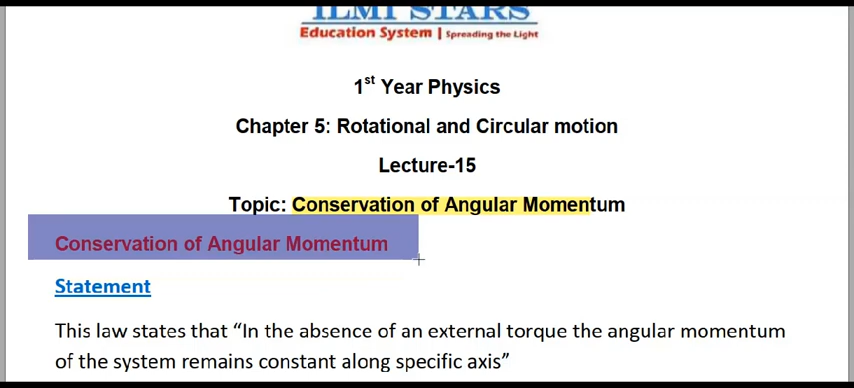 ILMI STARS
Education System | Spreading the Light
1st Year Physics
Chapter 5: Rotational and Circular motion
Lecture-15
Topic: Conservation of Angular Momentum
Conservation of Angular Momentum
Statement
This law states that “In the absence of an external torque the angular momentum
of the system remains constant along specific axis”